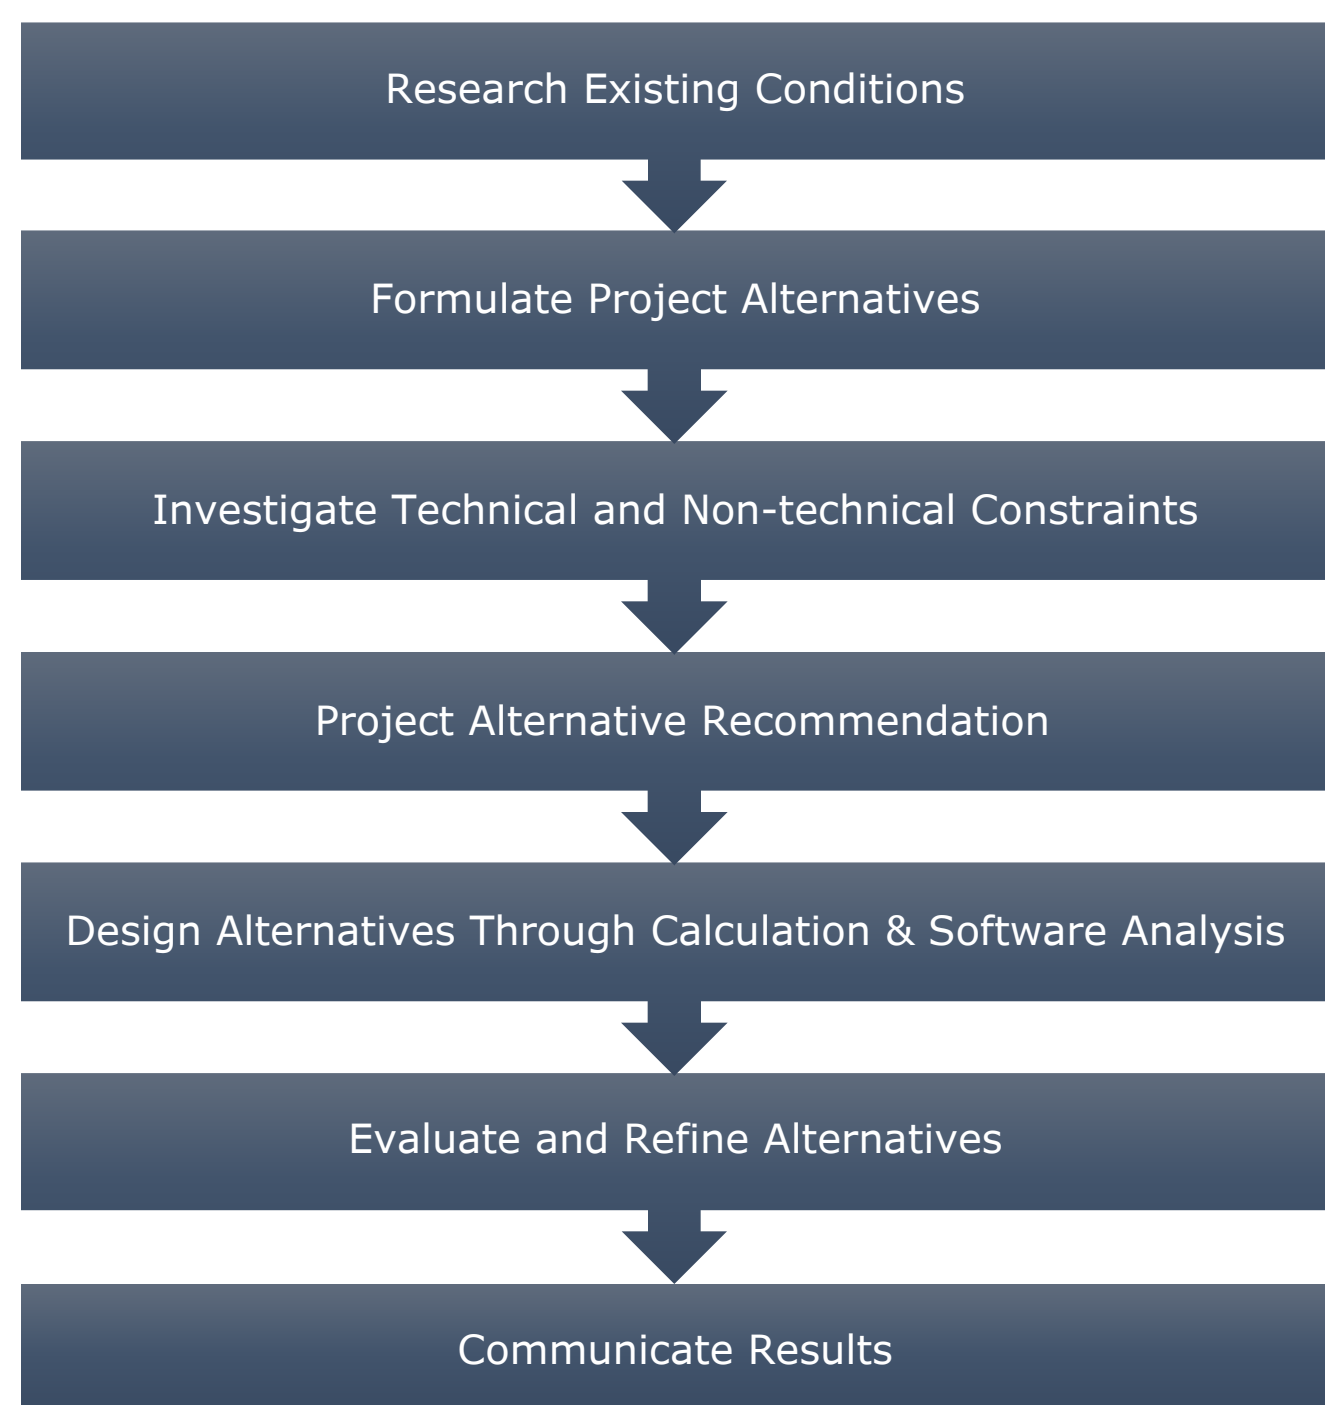 Research Existing Conditions
Formulate Project Alternatives
Investigate Technical and Non-technical Constraints
Project Alternative Recommendation
Design Alternatives Through Calculation & Software Analysis
Evaluate and Refine Alternatives
Communicate Results